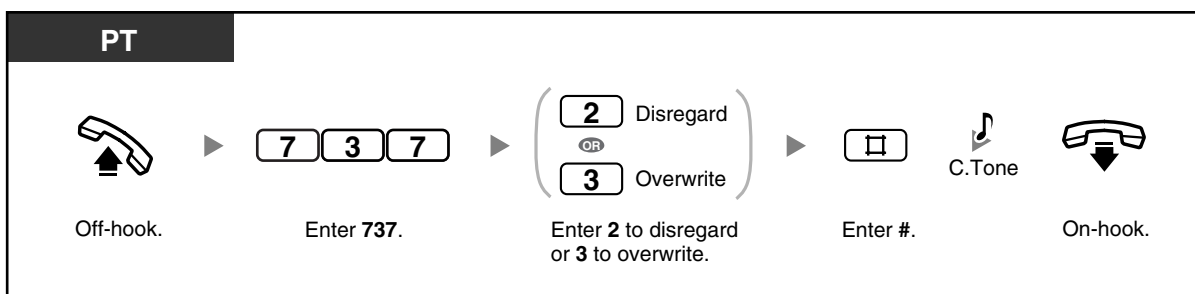 PT
7 3 7
2 Disregard
OR
3 Overwrite
#
C.Tone
Off-hook.
Enter 737.
Enter 2 to disregard
or 3 to overwrite.
Enter #.
On-hook.